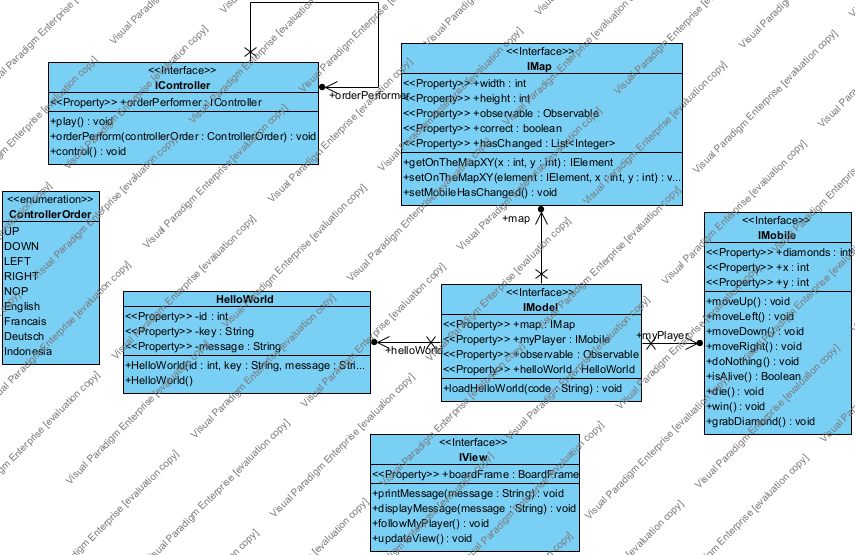 <<Interface>>
IController
<<Property>> +orderPerformer : IController
+play() : void
+orderPerform(controllerOrder : ControllerOrder) : void
+control() : void
+orderPerformer
<<Interface>>
IMap
<<Property>> +width : int
<<Property>> +height : int
<<Property>> +observable : Observable
<<Property>> +correct : boolean
<<Property>> +hasChanged : List<Integer>
+getOnTheMapXY(x : int, y : int) : IElement
+setOnTheMapXY(element : IElement, x : int, y : int) : v...
+setMobileHasChanged() : void
+map
<<enumeration>>
ControllerOrder
UP
DOWN
LEFT
RIGHT
NOP
English
Francais
Deutsch
Indonesia
HelloWorld
<<Property>> -id : int
<<Property>> -key : String
<<Property>> -message : String
+HelloWorld(id : int, key : String, message : Stri...
+HelloWorld()
+helloWorld
<<Interface>>
IModel
<<Property>> +map : IMap
<<Property>> +myPlayer : IMobile
<<Property>> +observable : Observable
<<Property>> +helloWorld : HelloWorld
+loadHelloWorld(code : String) : void
+myPlayer
<<Interface>>
IMobile
<<Property>> +diamonds : int
<<Property>> +x : int
<<Property>> +y : int
+moveUp() : void
+moveLeft() : void
+moveDown() : void
+moveRight() : void
+doNothing() : void
+isAlive() : Boolean
+die() : void
+win() : void
+grabDiamond() : void
<<Interface>>
IView
<<Property>> +boardFrame : BoardFrame
+printMessage(message : String) : void
+displayMessage(message : String) : void
+followMyPlayer() : void
+updateView() : void
Visual Paradigm Enterprise [evaluation copy]